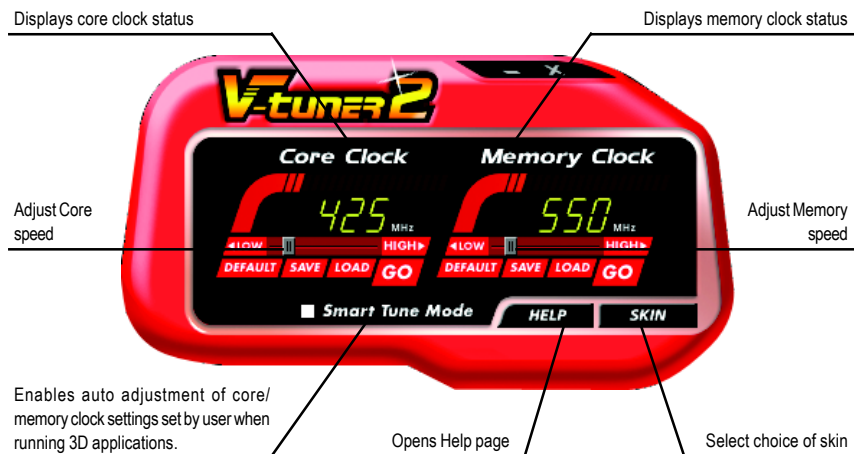 Displays core clock status
Displays memory clock status
V-tuner 2
- X
Core Clock
Memory Clock
Adjust Core
speed
425 MHz
550 MHz
Adjust Memory
speed
◄LOW HIGH►
◄LOW HIGH►
DEFAULT SAVE LOAD GO
DEFAULT SAVE LOAD GO
Smart Tune Mode
HELP
SKIN
Enables auto adjustment of core/
memory clock settings set by user when
running 3D applications.
Opens Help page
Select choice of skin